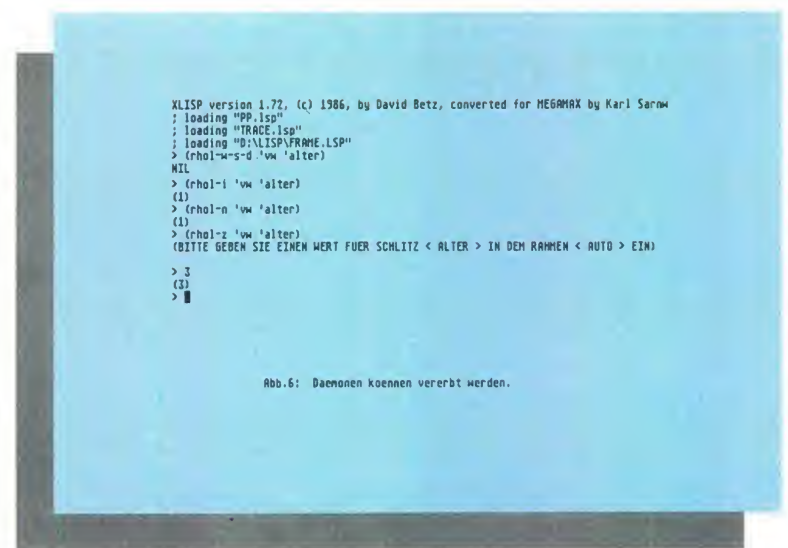 XLISP version 1.72, (c) 1986, by David Betz, converted for MEGAMAX by Karl Sarnw
; loading "PP.lsp"
; loading "TRACE.lsp"
; loading "D:\LISP\FRAME.LSP"
> (rhol-w-s-d 'vw 'alter)
NIL
> (rhol-i 'vw 'alter)
(1)
> (rhol-n 'vw 'alter)
(1)
> (rhol-z 'vw 'alter)
(BITTE GEBEN SIE EINEN WERT FUER SCHLITZ < ALTER > IN DEM RAHMEN < AUTO > EIN)
> 3
(3)
>
Abb.6: Daemonen koennen vererbt werden.